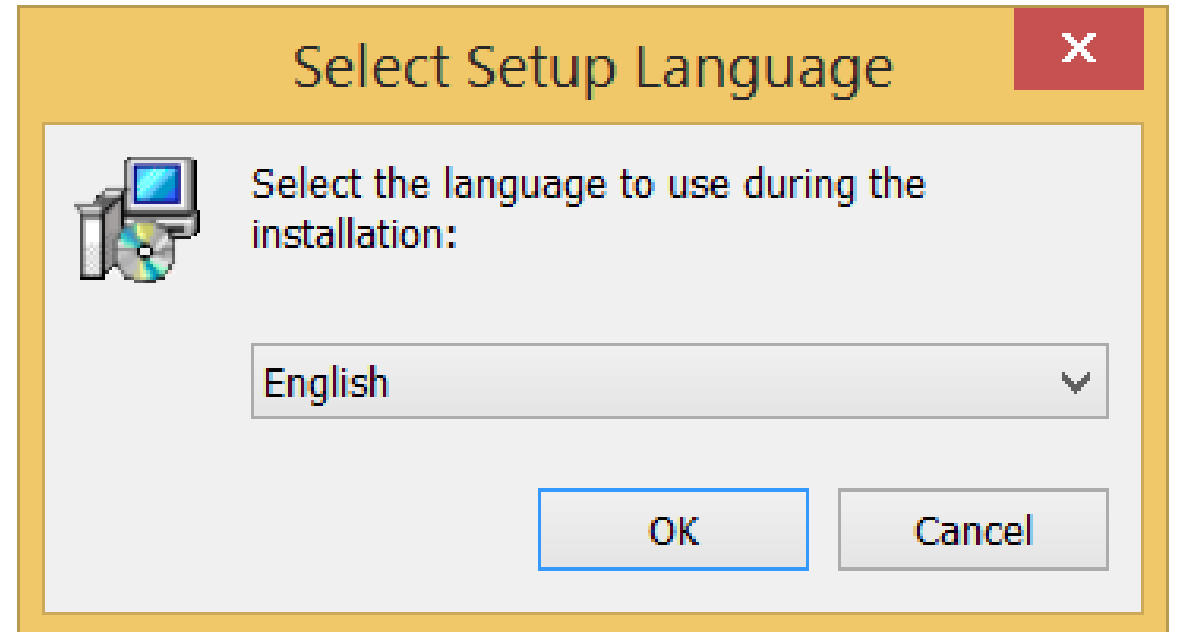 Select Setup Language
Select the language to use during the
installation:
English
OK
Cancel